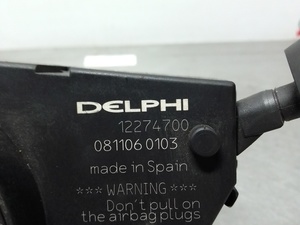 DELPHI
12274700
081106 0103
made in Spain
*** WARNING ***
Don't pull on
the airbag plugs